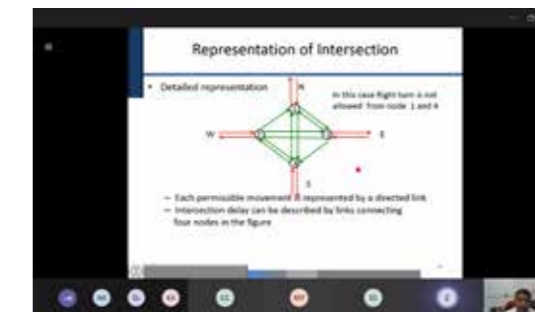 Representation of Intersection
• Detailed representation
N
In this case Right turn is not
allowed from node 1 and 4
W
E
S
– Each permissible movement is represented by a directed link
– Intersection delay can be described by links connecting
four nodes in the figure